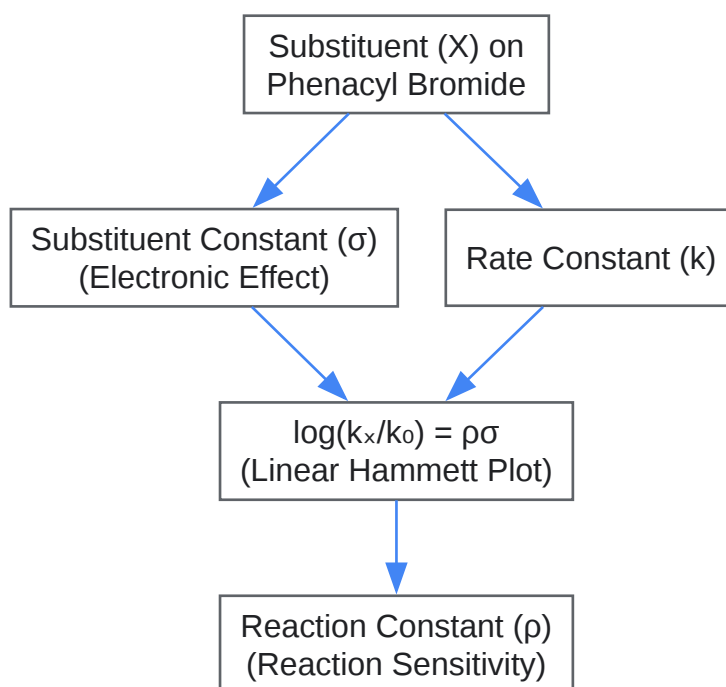 Substituent (X) on
Phenacyl Bromide
Substituent Constant (σ)
(Electronic Effect)
Rate Constant (k)
log(kₓ/k₀) = ρσ
(Linear Hammett Plot)
Reaction Constant (ρ)
(Reaction Sensitivity)